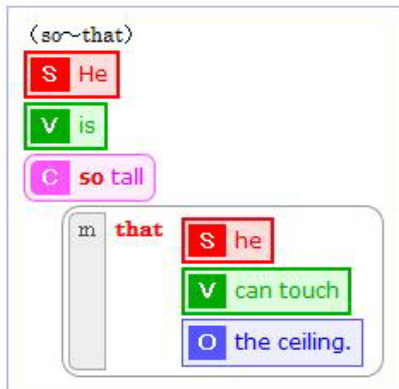 (so～that)
S He
V is
C so tall
m that S he
V can touch
O the ceiling.